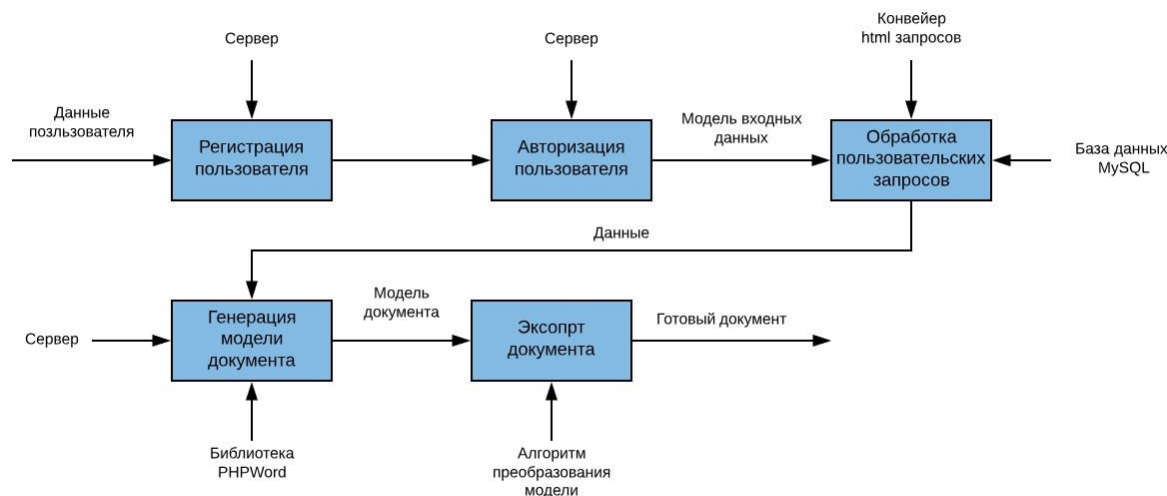 Сервер
Сервер
Конвейер
html запросов
Данные
позльзователя
Регистрация
пользователя
Авторизация
пользователя
Модель входных
данных
Обработка
пользовательских
запросов
База данных
MySQL
Данные
Сервер
Генерация
модели
документа
Модель
документа
Эксопрт
документа
Готовый документ
Библиотека
PHPWord
Алгоритм
преобразования
модели